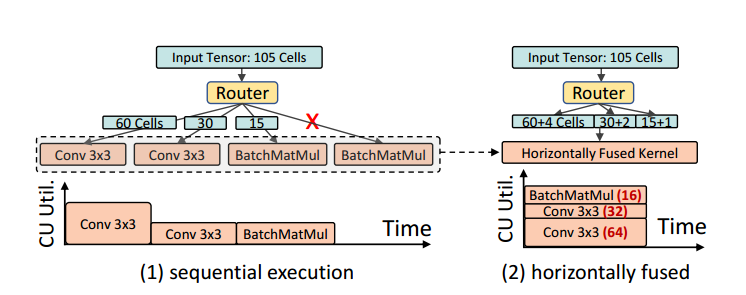 Input Tensor: 105 Cells
Router
60 Cells
30
15
X
Conv 3x3
Conv 3x3
BatchMatMul
BatchMatMul
CU Util.
Conv 3x3
Conv 3x3
BatchMatMul
Time
(1) sequential execution
Input Tensor: 105 Cells
Router
60+4 Cells
30+2
15+1
Horizontally Fused Kernel
CU Util.
BatchMatMul (16)
Conv 3x3 (32)
Conv 3x3 (64)
Time
(2) horizontally fused